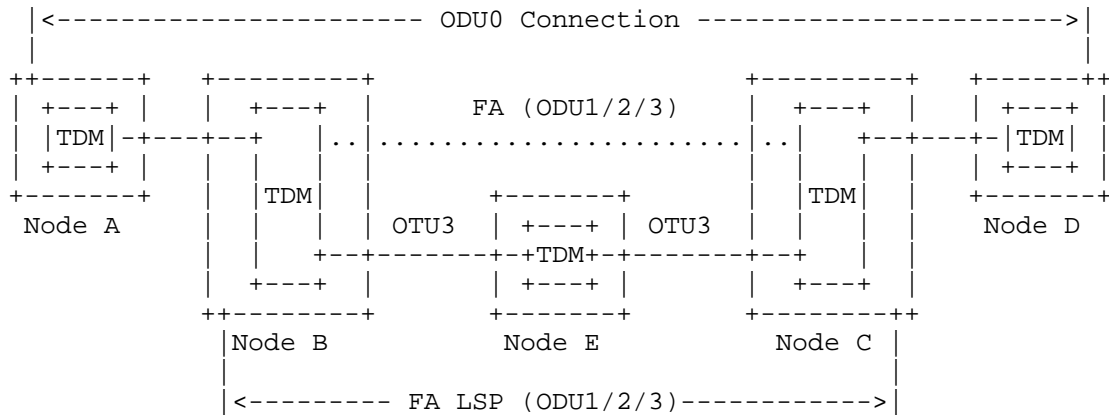 |<----------------------- ODU0 Connection ----------------------->|
|                                                                 |
++------+   +---------+                       +---------+   +------++
|  +---+ |   |  +---+  |      FA (ODU1/2/3)    |  +---+  |   | +---+  |
|  |TDM|-+---+--+   |..|.......................|..|   +--+---+-|TDM|  |
|  +---+ |   |  |   |  |                       |  |   |  |   | +---+  |
+-------+   |  |TDM|  |       +-------+       |  |TDM|  |   +-------+
Node A      |  |   |  | OTU3  | +---+ | OTU3  |  |   |  |    Node D
|  |   +--+-------+-+TDM+-+-------+--+   |  |
|  +---+  |       | +---+ |       |  +---+  |
++--------+       +-------+       +--------++
|Node B           Node E           Node C |
|                                         |
|<--------- FA LSP (ODU1/2/3)------------>|